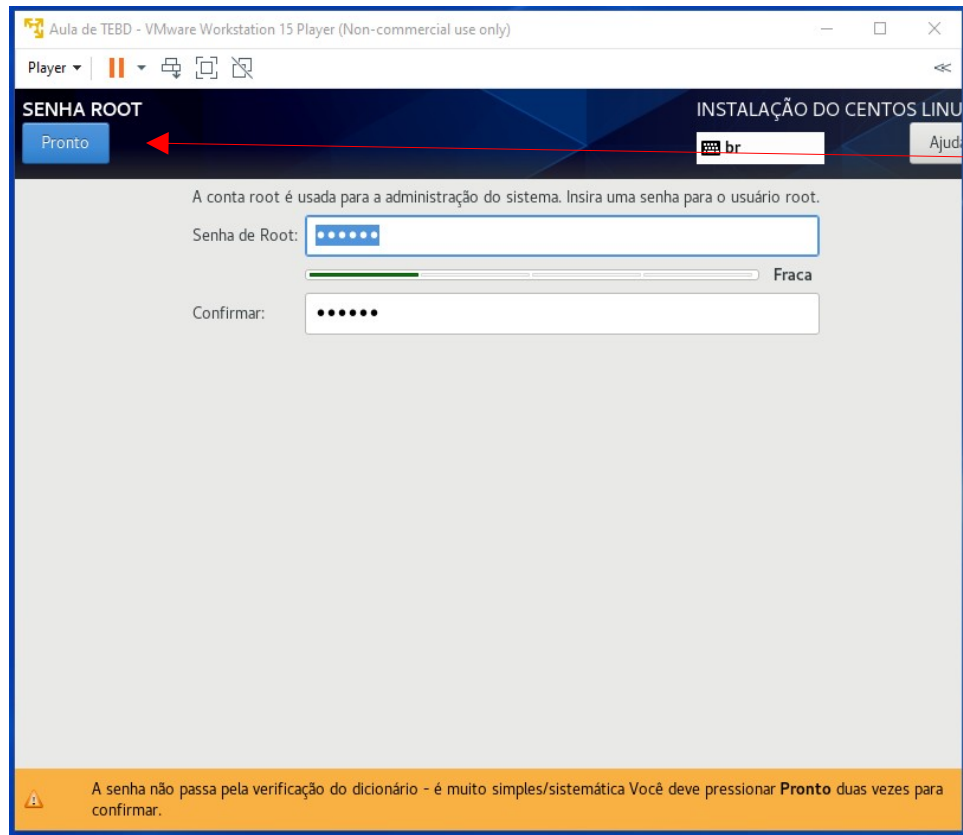 Aula de TEBD - VMware Workstation 15 Player (Non-commercial use only)
Player
SENHA ROOT
INSTALAÇÃO DO CENTOS LINU
Pronto
br
Ajuda
A conta root é usada para a administração do sistema. Insira uma senha para o usuário root.
Senha de Root: ••••••
Fraca
Confirmar: ••••••
A senha não passa pela verificação do dicionário - é muito simples/sistemática Você deve pressionar Pronto duas vezes para
confirmar.